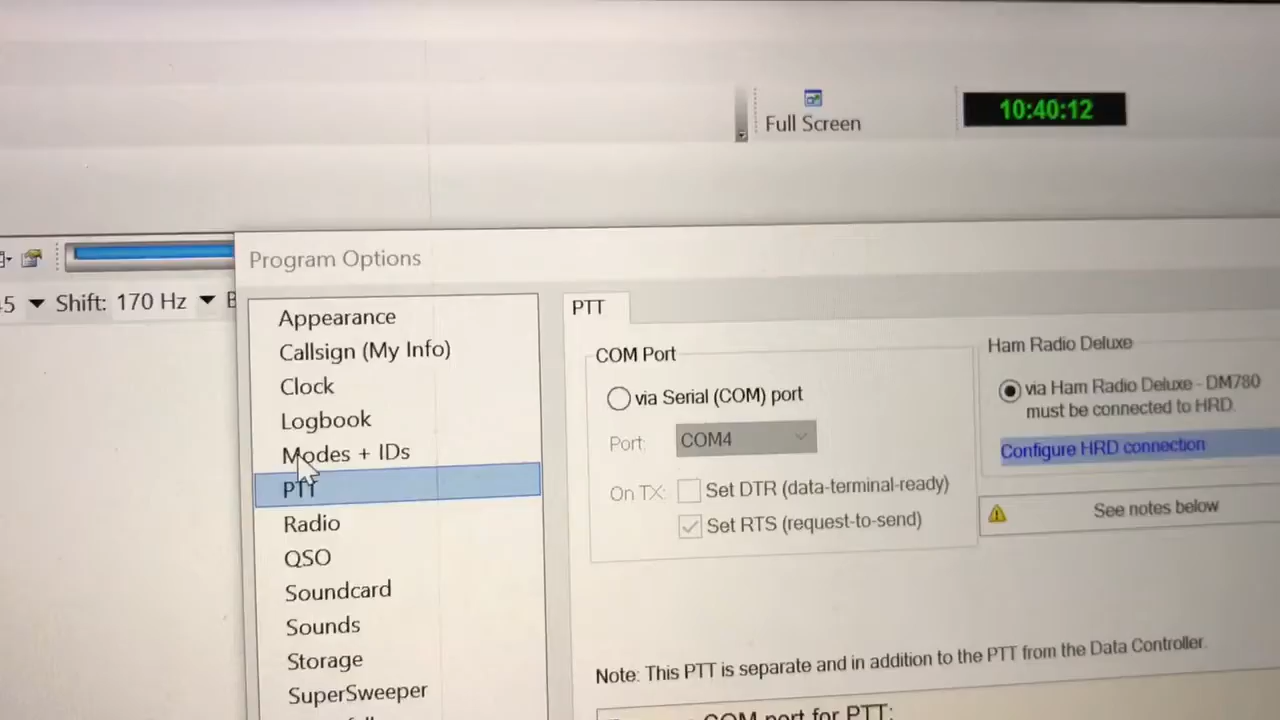 Full Screen
10:40:12
Program Options
Shift: 170 Hz
Appearance
Callsign (My Info)
Clock
Logbook
Modes + IDs
PTT
Radio
QSO
Soundcard
Sounds
Storage
SuperSweeper
PTT
COM Port
via Serial (COM) port
Port: COM4
On TX: Set DTR (data-terminal-ready)
Set RTS (request-to-send)
Ham Radio Deluxe
via Ham Radio Deluxe - DM780
must be connected to HRD.
Configure HRD connection
See notes below
Note: This PTT is separate and in addition to the PTT from the Data Controller.
COM port for PTT: